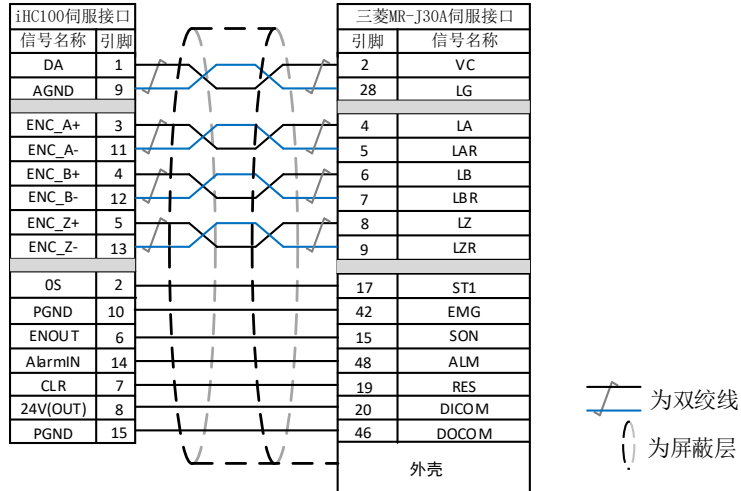 iHC100伺服接口 三菱MR-J30A伺服接口
信号名称 引脚 引脚 信号名称
DA 1 2 VC
AGND 9 28 LG
ENC_A+ 3 4 LA
ENC_A- 11 5 LAR
ENC_B+ 4 6 LB
ENC_B- 12 7 LBR
ENC_Z+ 5 8 LZ
ENC_Z- 13 9 LZR
0S 2 17 ST1
PGND 10 42 EMG
ENOUT 6 15 SON
AlarmIN 14 48 ALM
CLR 7 19 RES
24V(OUT) 8 20 DICOM
PGND 15 46 DOCOM
外壳
为双绞线
为屏蔽层